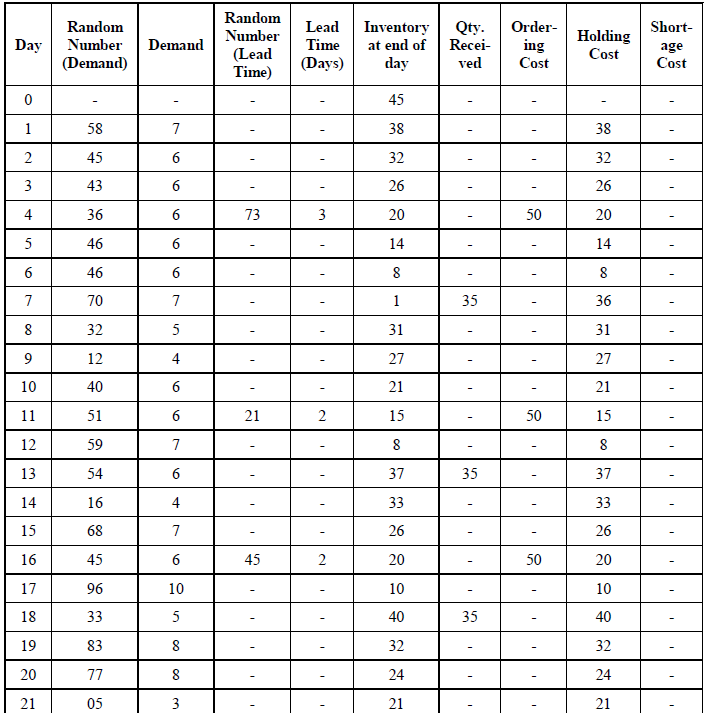 Day | Random Number (Demand) | Demand | Random Number (Lead Time) | Lead Time (Days) | Inventory at end of day | Qty. Recei-ved | Order-ing Cost | Holding Cost | Short-age Cost
0 | - | - | - | - | 45 | - | - | - | -
1 | 58 | 7 | - | - | 38 | - | - | 38 | -
2 | 45 | 6 | - | - | 32 | - | - | 32 | -
3 | 43 | 6 | - | - | 26 | - | - | 26 | -
4 | 36 | 6 | 73 | 3 | 20 | - | 50 | 20 | -
5 | 46 | 6 | - | - | 14 | - | - | 14 | -
6 | 46 | 6 | - | - | 8 | - | - | 8 | -
7 | 70 | 7 | - | - | 1 | 35 | - | 36 | -
8 | 32 | 5 | - | - | 31 | - | - | 31 | -
9 | 12 | 4 | - | - | 27 | - | - | 27 | -
10 | 40 | 6 | - | - | 21 | - | - | 21 | -
11 | 51 | 6 | 21 | 2 | 15 | - | 50 | 15 | -
12 | 59 | 7 | - | - | 8 | - | - | 8 | -
13 | 54 | 6 | - | - | 37 | 35 | - | 37 | -
14 | 16 | 4 | - | - | 33 | - | - | 33 | -
15 | 68 | 7 | - | - | 26 | - | - | 26 | -
16 | 45 | 6 | 45 | 2 | 20 | - | 50 | 20 | -
17 | 96 | 10 | - | - | 10 | - | - | 10 | -
18 | 33 | 5 | - | - | 40 | 35 | - | 40 | -
19 | 83 | 8 | - | - | 32 | - | - | 32 | -
20 | 77 | 8 | - | - | 24 | - | - | 24 | -
21 | 05 | 3 | - | - | 21 | - | - | 21 | -